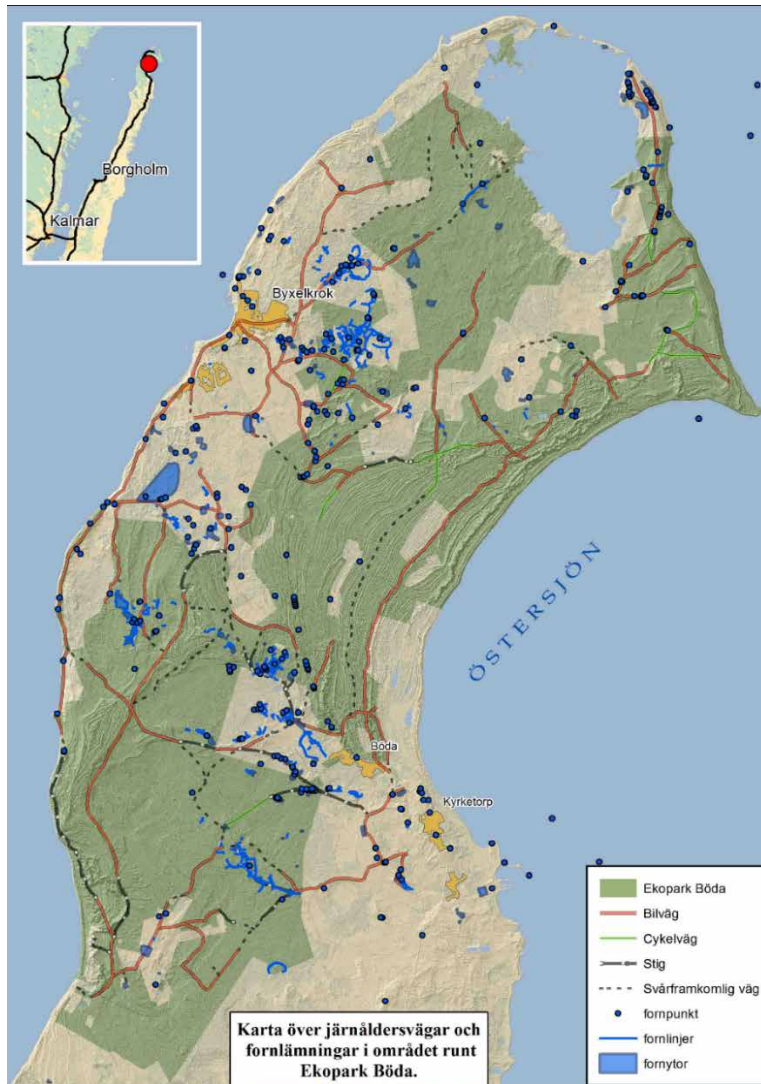 Borgholm
Kalmar
Byxelkrok
ÖSTERSJÖN
Böda
Kyrketorp
Ekopark Böda
Bilväg
Cykelväg
Stig
Svårframkomlig väg
fornpunkt
fornlinjer
fornytor
Karta över järnåldersvägar och
fornlämningar i området runt
Ekopark Böda.